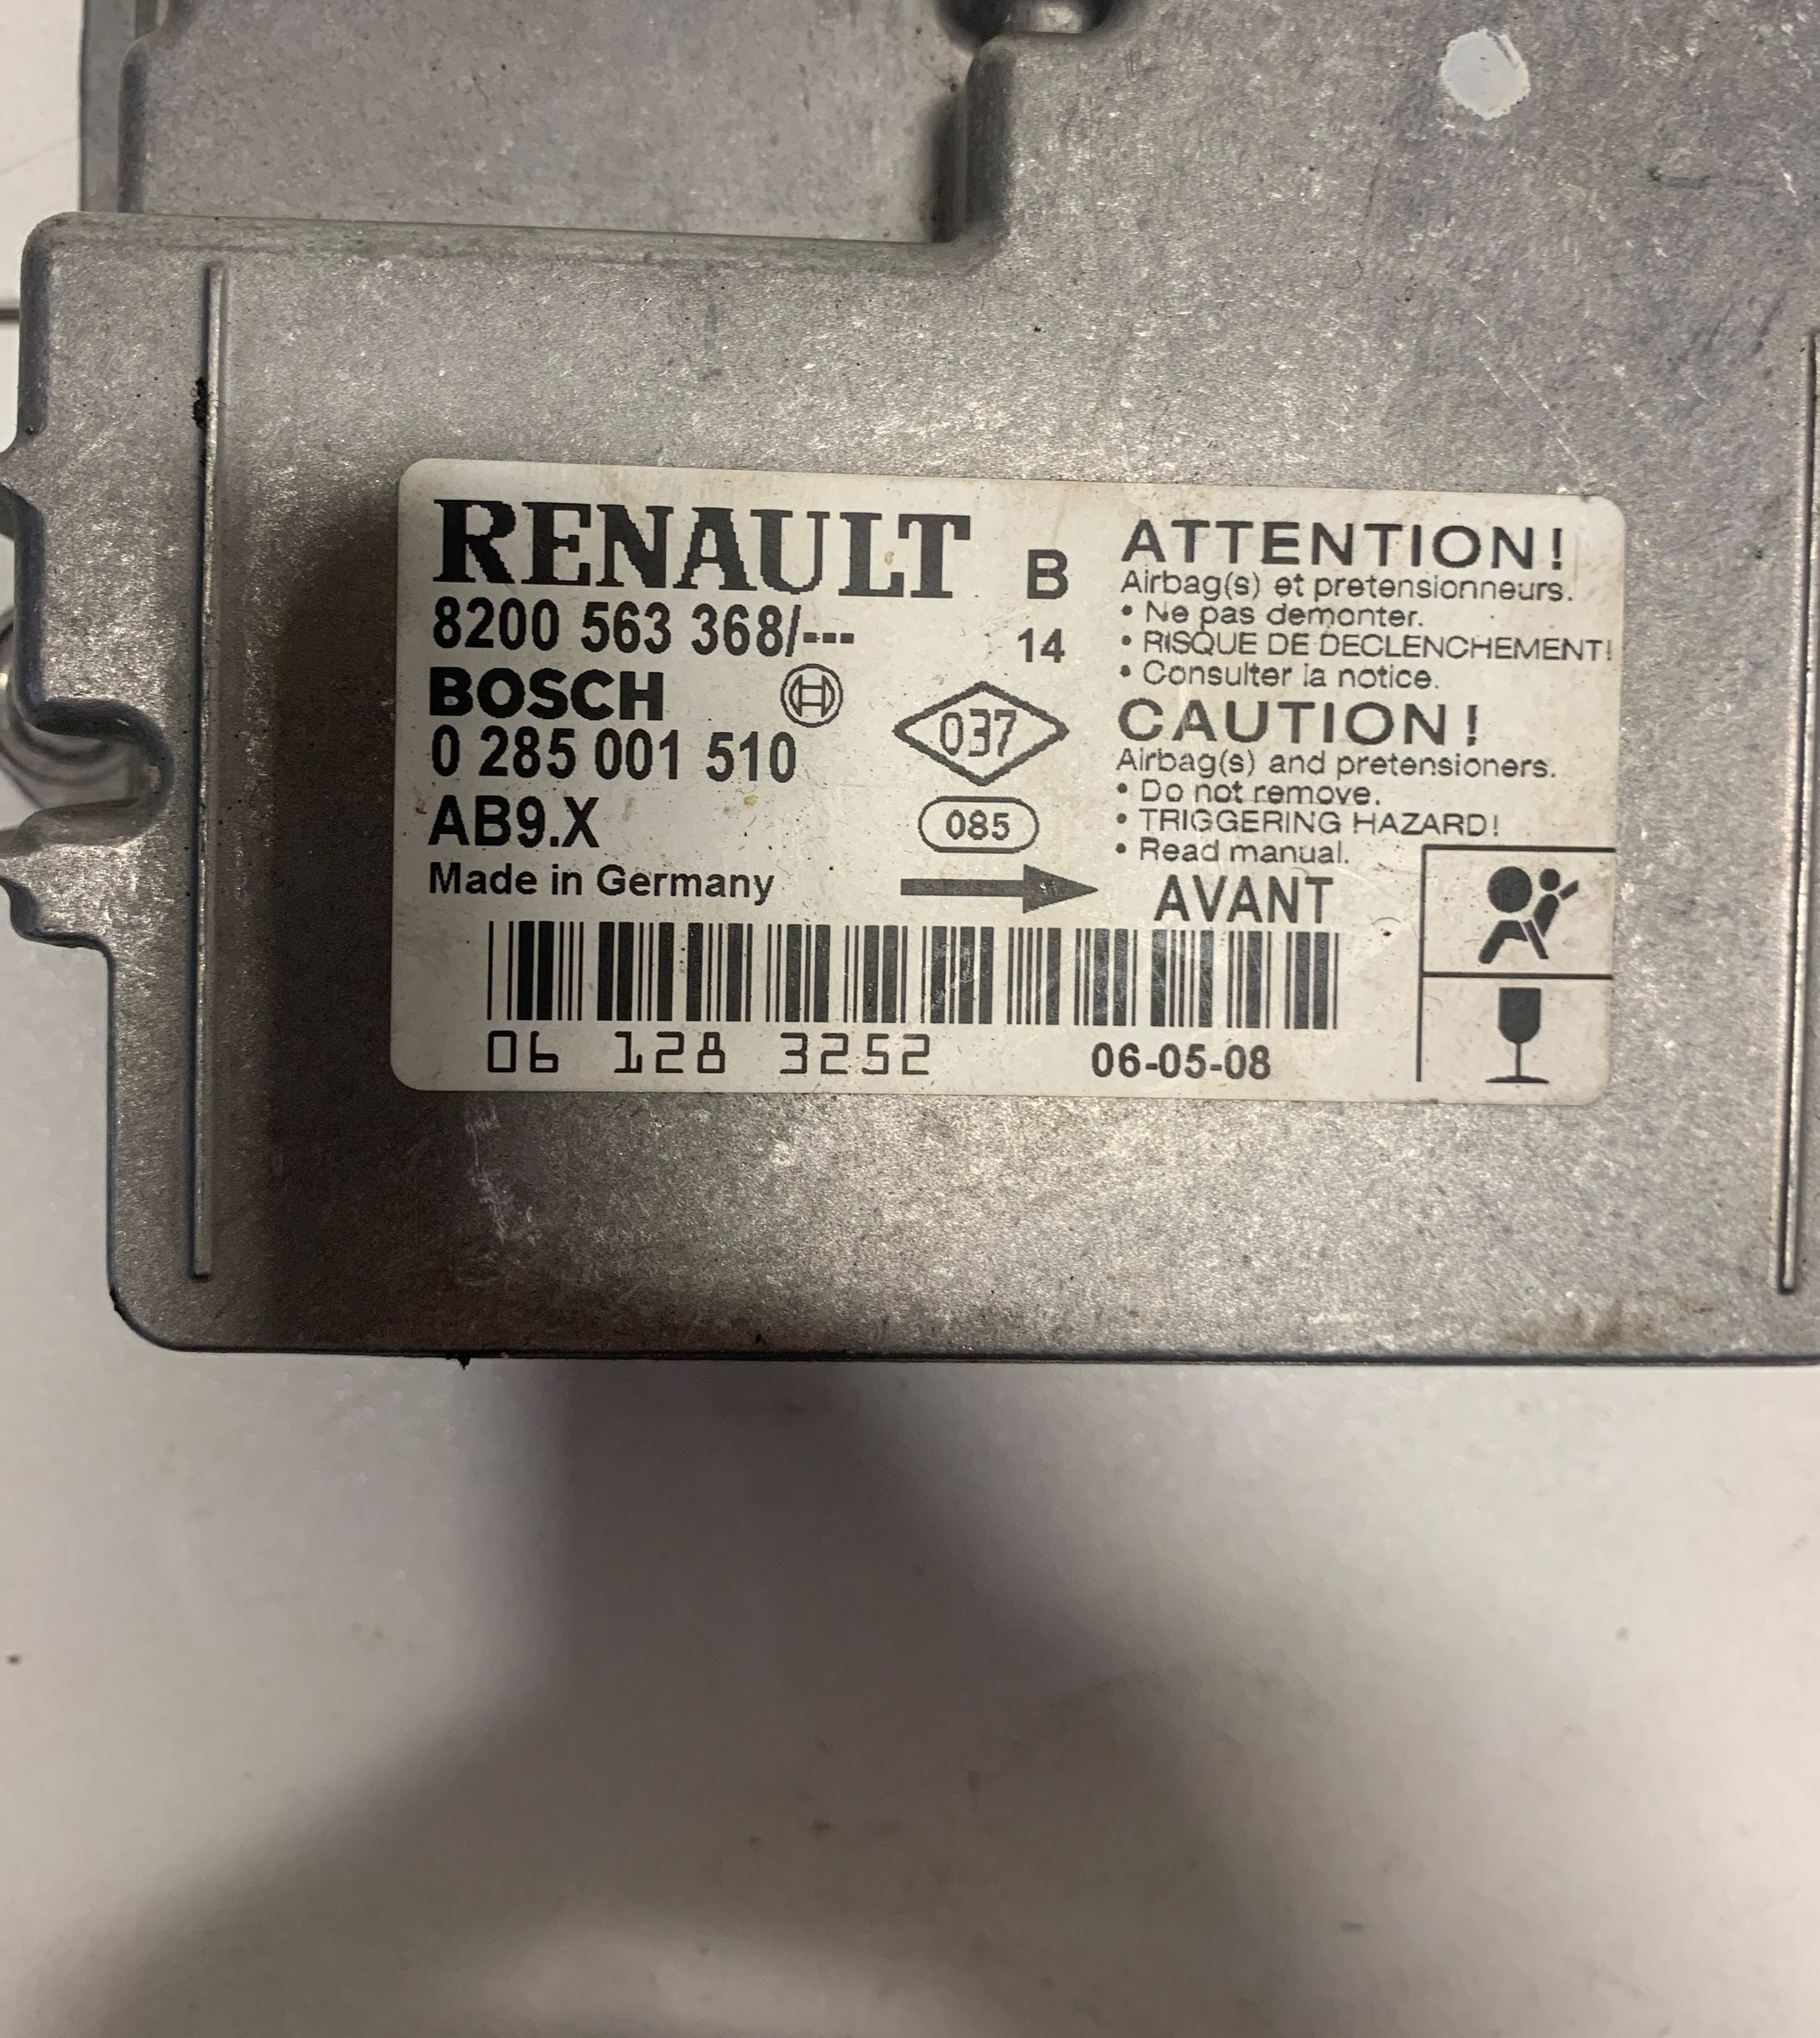 RENAULT B
8200 563 368/--- 14
BOSCH
0 285 001 510
037
AB9.X
085
Made in Germany
ATTENTION!
Airbag(s) et pretensionneurs.
• Ne pas demonter.
• RISQUE DE DECLENCHEMENT!
• Consulter la notice.
CAUTION!
Airbag(s) and pretensioners.
• Do not remove.
• TRIGGERING HAZARD!
• Read manual.
AVANT
06 128 3252 06-05-08